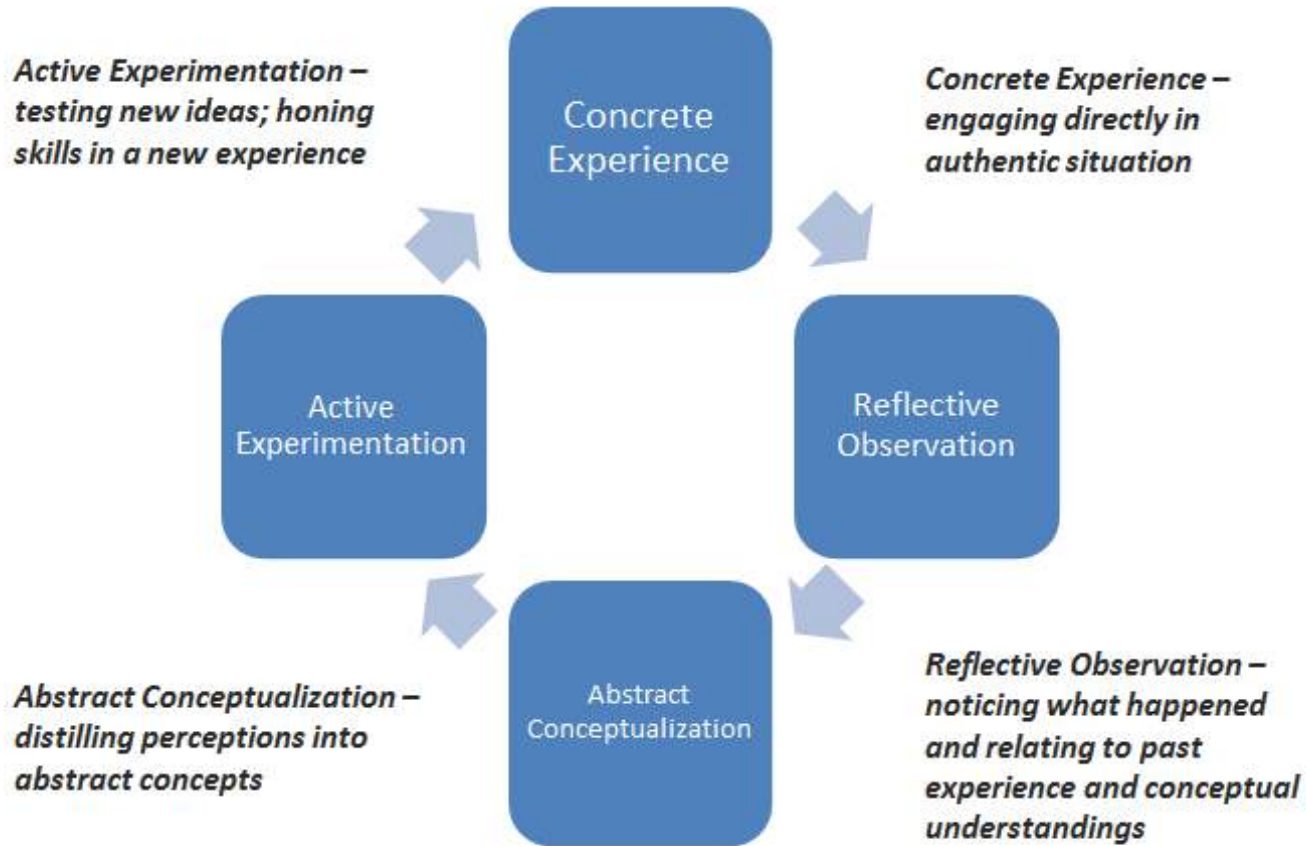 Active Experimentation –
testing new ideas; honing
skills in a new experience
Concrete
Experience
Concrete Experience –
engaging directly in
authentic situation
Active
Experimentation
Reflective
Observation
Abstract Conceptualization –
distilling perceptions into
abstract concepts
Abstract
Conceptualization
Reflective Observation –
noticing what happened
and relating to past
experience and conceptual
understandings